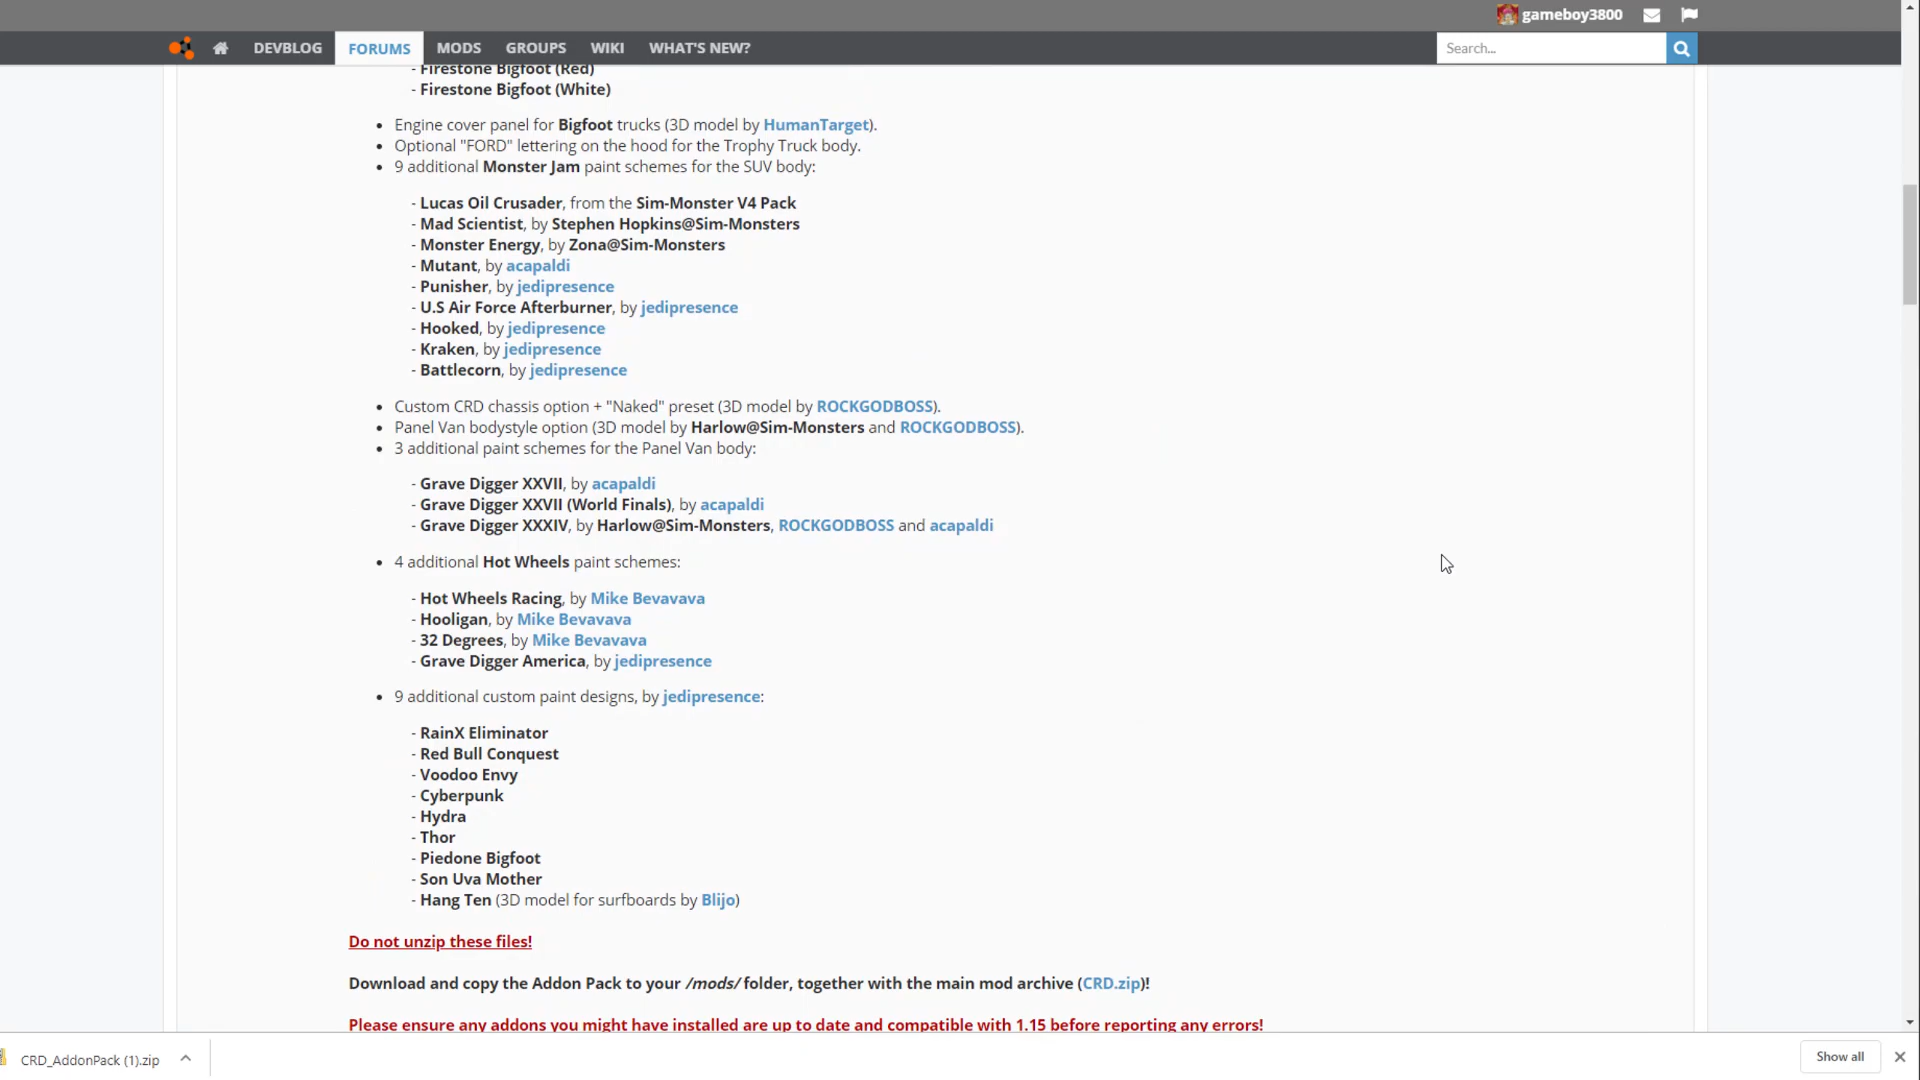 gameboy3800
DEVBLOG FORUMS MODS GROUPS WIKI WHAT'S NEW? Search...
- Firestone Bigfoot (Red)
- Firestone Bigfoot (White)
• Engine cover panel for Bigfoot trucks (3D model by HumanTarget).
• Optional "FORD" lettering on the hood for the Trophy Truck body.
• 9 additional Monster Jam paint schemes for the SUV body:
- Lucas Oil Crusader, from the Sim-Monster V4 Pack
- Mad Scientist, by Stephen Hopkins@Sim-Monsters
- Monster Energy, by Zona@Sim-Monsters
- Mutant, by acapaldi
- Punisher, by jedipresence
- U.S Air Force Afterburner, by jedipresence
- Hooked, by jedipresence
- Kraken, by jedipresence
- Battlecorn, by jedipresence
• Custom CRD chassis option + "Naked" preset (3D model by ROCKGODBOSS).
• Panel Van bodystyle option (3D model by Harlow@Sim-Monsters and ROCKGODBOSS).
• 3 additional paint schemes for the Panel Van body:
- Grave Digger XXVII, by acapaldi
- Grave Digger XXVII (World Finals), by acapaldi
- Grave Digger XXXIV, by Harlow@Sim-Monsters, ROCKGODBOSS and acapaldi
• 4 additional Hot Wheels paint schemes:
- Hot Wheels Racing, by Mike Bevavava
- Hooligan, by Mike Bevavava
- 32 Degrees, by Mike Bevavava
- Grave Digger America, by jedipresence
• 9 additional custom paint designs, by jedipresence:
- RainX Eliminator
- Red Bull Conquest
- Voodoo Envy
- Cyberpunk
- Hydra
- Thor
- Piedone Bigfoot
- Son Uva Mother
- Hang Ten (3D model for surfboards by Blijo)
Do not unzip these files!
Download and copy the Addon Pack to your /mods/ folder, together with the main mod archive (CRD.zip)!
Please ensure any addons you might have installed are up to date and compatible with 1.15 before reporting any errors!
CRD_AddonPack (1).zip Show all